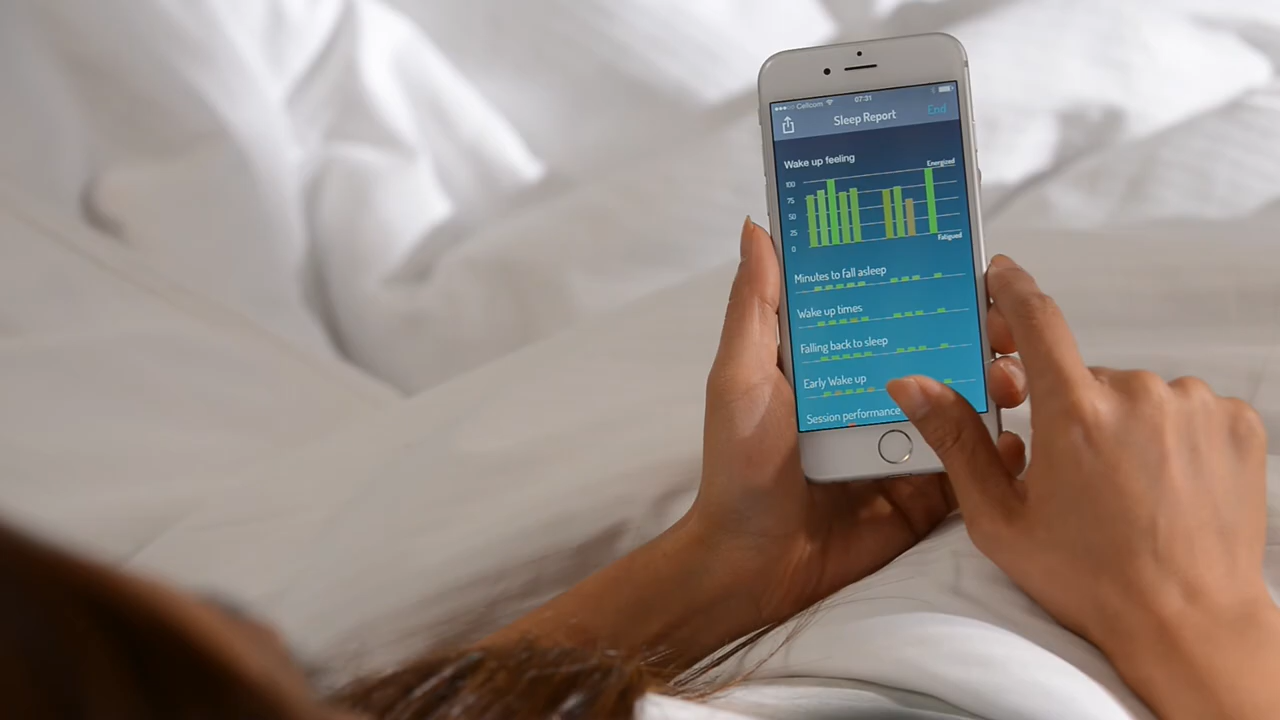 Cellcom 07:31
Sleep Report End
Wake up feeling
Energized
100
75
50
25
0
Fatigued
Minutes to fall asleep
Wake up times
Falling back to sleep
Early Wake up
Session performance